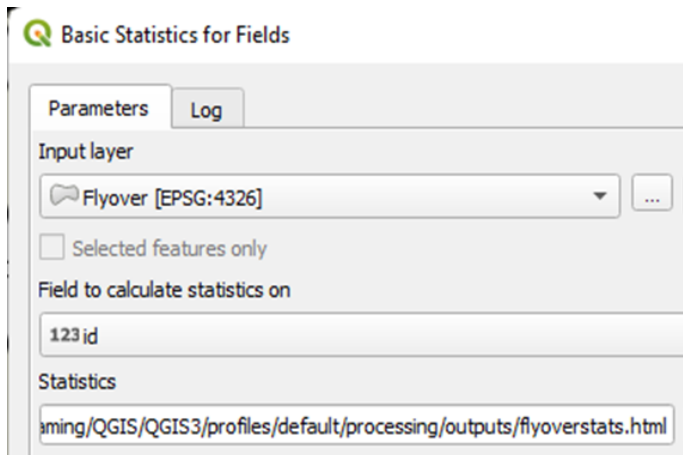 Basic Statistics for Fields
Parameters Log
Input layer
Flyover [EPSG:4326] ...
Selected features only
Field to calculate statistics on
123 id
Statistics
aming/QGIS/QGIS3/profiles/default/processing/outputs/flyoverstats.html